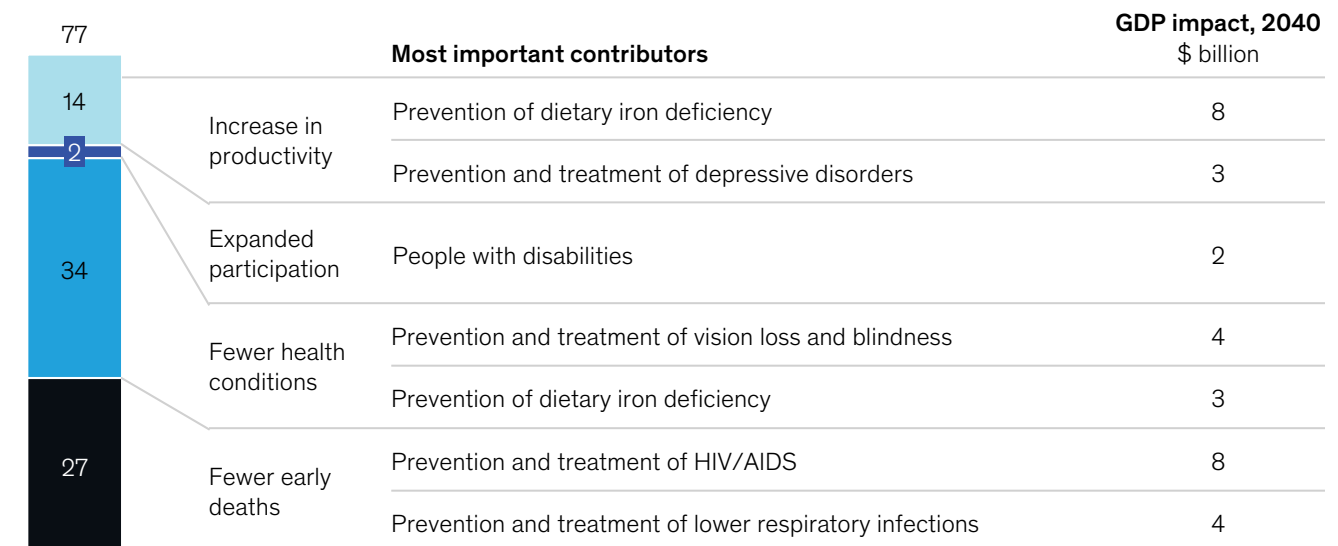 77
GDP impact, 2040
Most important contributors
$ billion
14
Increase in
productivity
Prevention of dietary iron deficiency
8
2
Prevention and treatment of depressive disorders
3
34
Expanded
participation
People with disabilities
2
Fewer health
conditions
Prevention and treatment of vision loss and blindness
4
Prevention of dietary iron deficiency
3
27
Fewer early
deaths
Prevention and treatment of HIV/AIDS
8
Prevention and treatment of lower respiratory infections
4